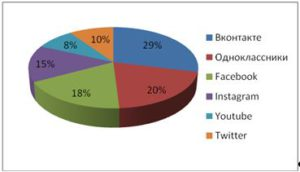 29%
20%
18%
15%
8%
10%
Вконтакте
Одноклассники
Facebook
Instagram
Youtube
Twitter